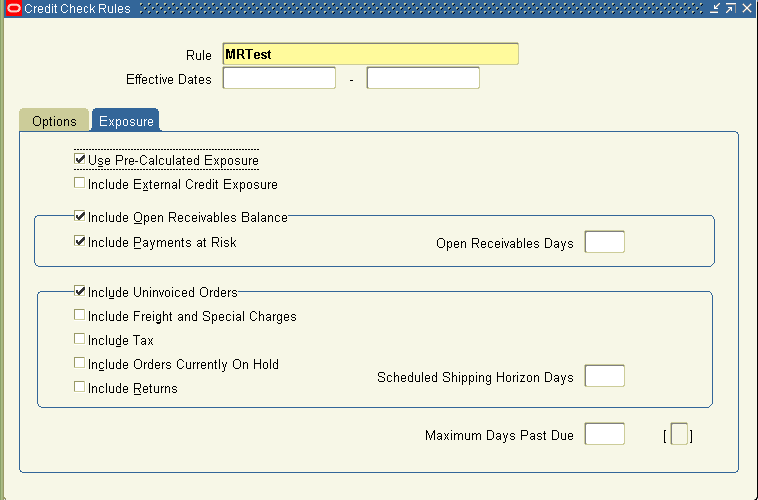 Credit Check Rules
Rule MRTest
Effective Dates -
Options Exposure
Use Pre-Calculated Exposure
Include External Credit Exposure
Include Open Receivables Balance
Include Payments at Risk Open Receivables Days
Include Uninvoiced Orders
Include Freight and Special Charges
Include Tax
Include Orders Currently On Hold
Scheduled Shipping Horizon Days
Include Returns
Maximum Days Past Due [ ]